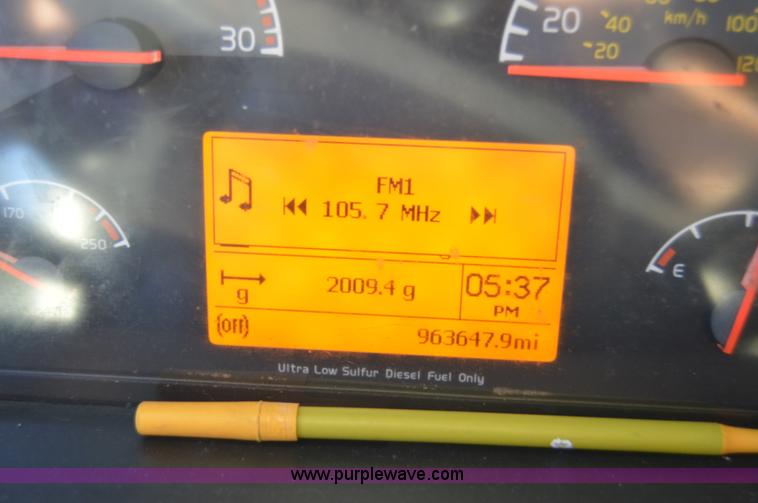 30
20
40
20
km/h
100
120
170
250
E
FM1
105.7 MHz
g
2009.4 g
05:37
PM
(off)
963647.9mi
Ultra Low Sulfur Diesel Fuel Only
www.purplewave.com